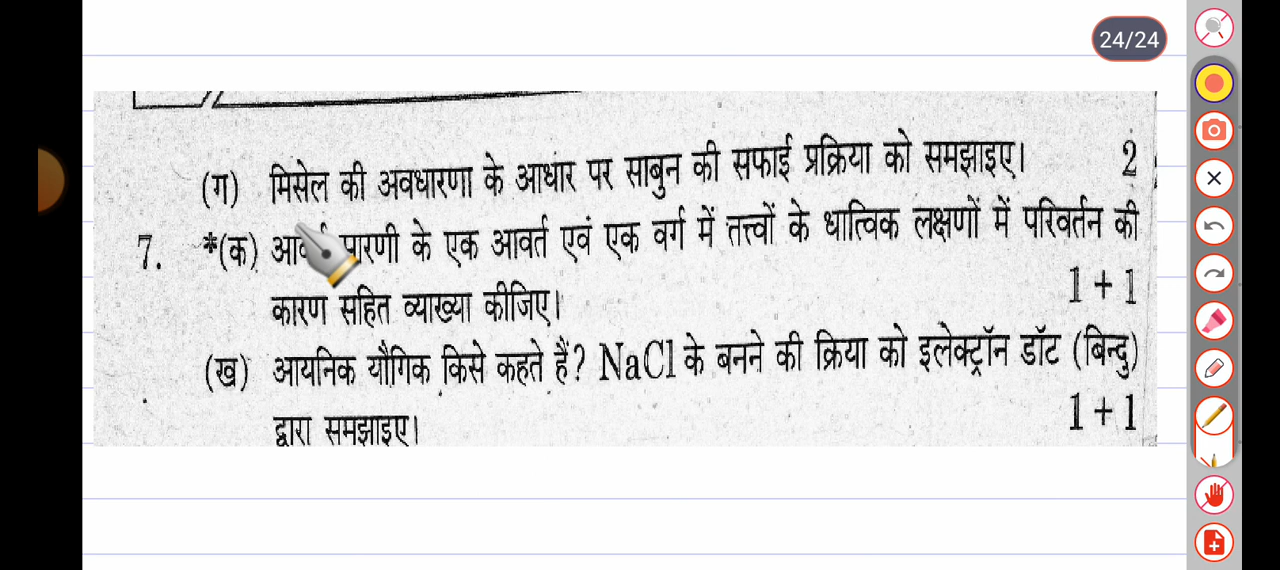 24/24
(ग) मिसेल की अवधारणा के आधार पर साबुन की सफाई प्रक्रिया को समझाइए। 2
7. *(क) के एक आवर्त एवं एक वर्ग में तत्त्वों के धात्विक लक्षणों में परिवर्तन की
कारण सहित व्याख्या कीजिए। 1 + 1
(ख) आयनिक यौगिक किसे कहते हैं? NaCl के बनने की क्रिया को इलेक्ट्रॉन डॉट (बिन्दु)
द्वारा समझाइए। 1 + 1